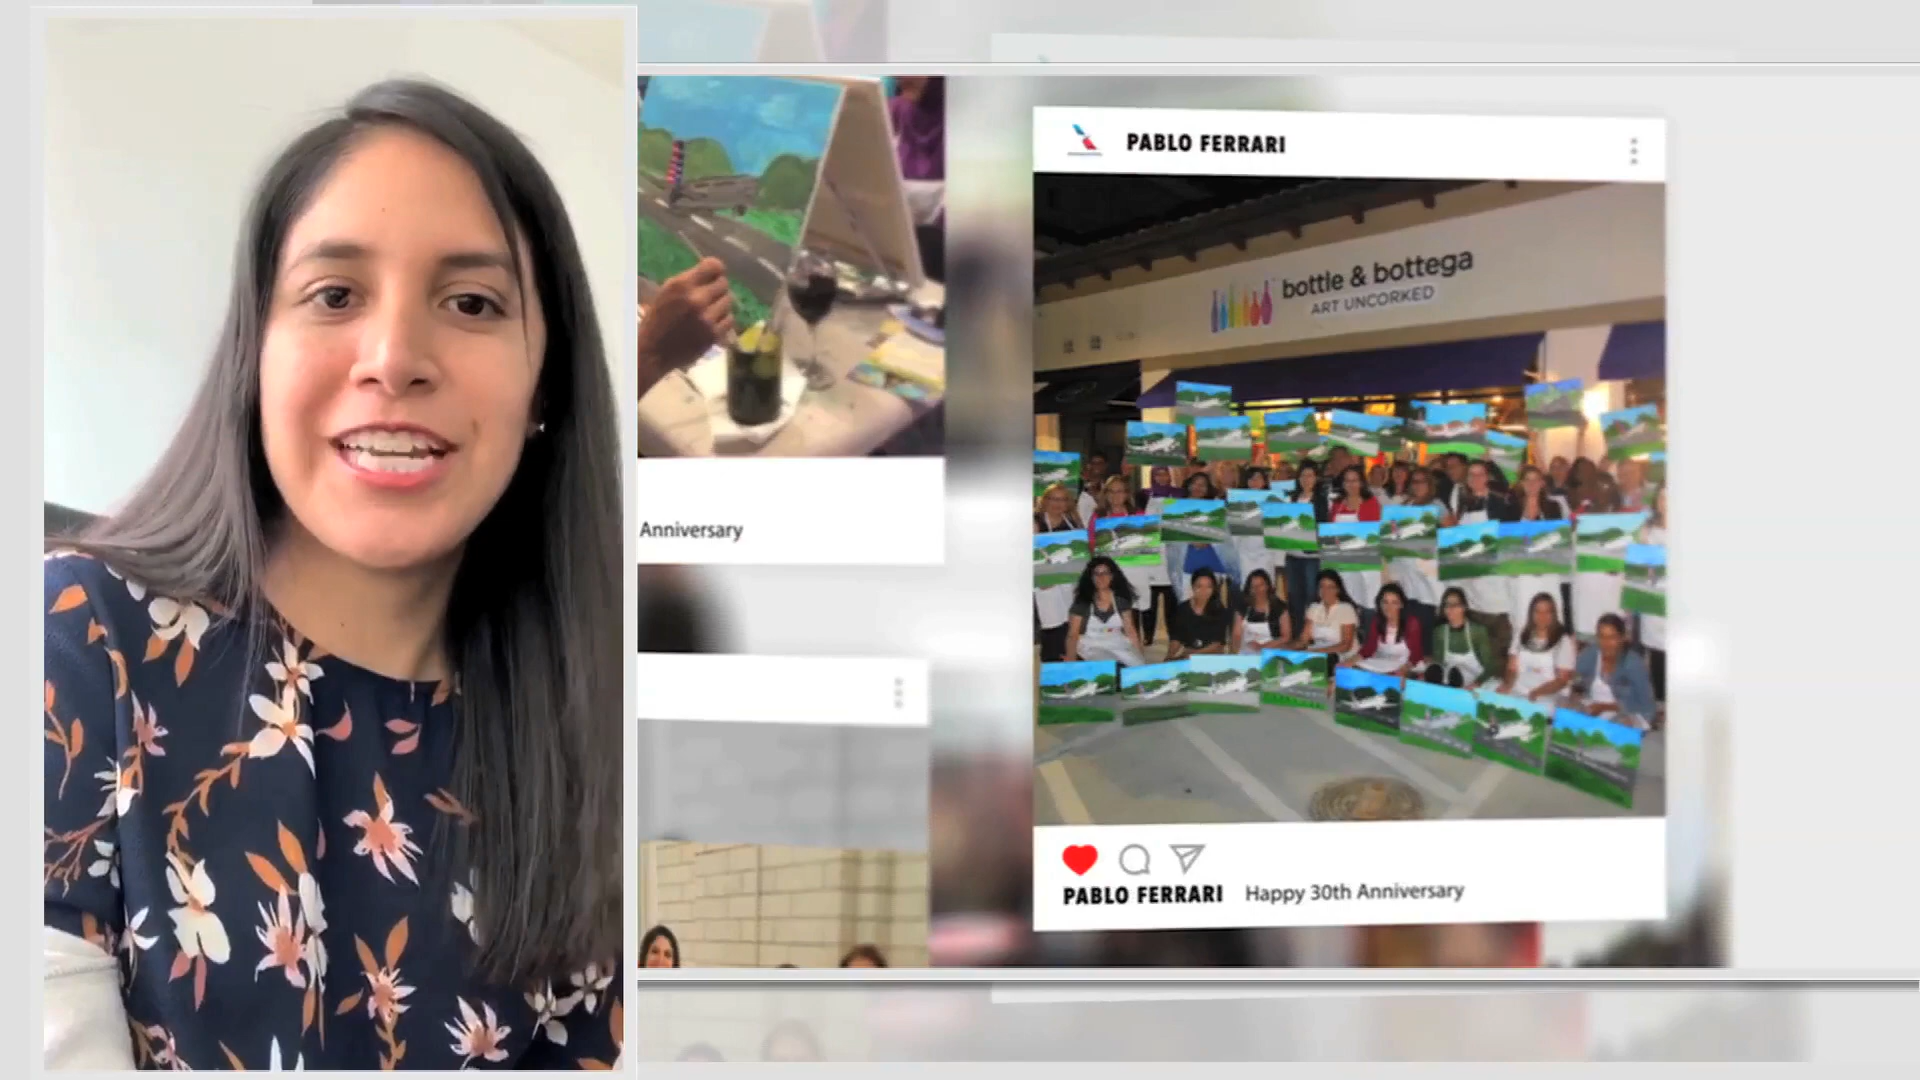 Anniversary
PABLO FERRARI
bottle & bottega
ART UNCORKED
PABLO FERRARI Happy 30th Anniversary